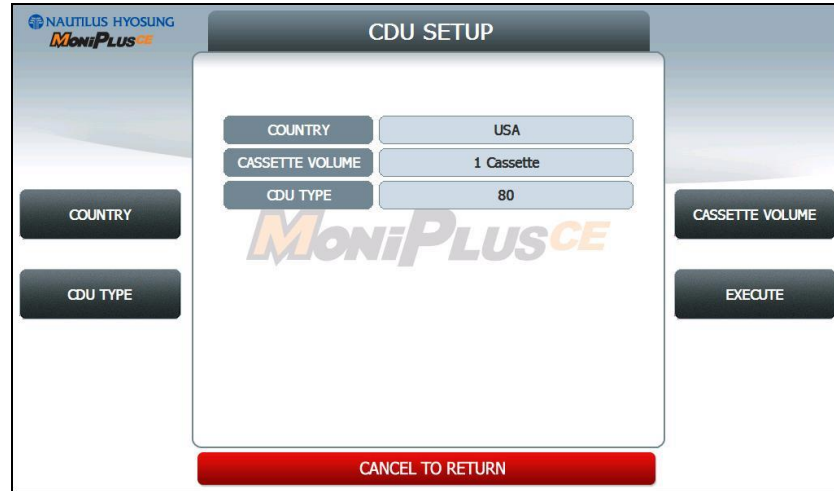 NAUTILUS HYOSUNG
MONiPLUSCE
CDU SETUP
COUNTRY USA
CASSETTE VOLUME 1 Cassette
CDU TYPE 80
COUNTRY
CASSETTE VOLUME
MONiPLUSCE
CDU TYPE
EXECUTE
CANCEL TO RETURN